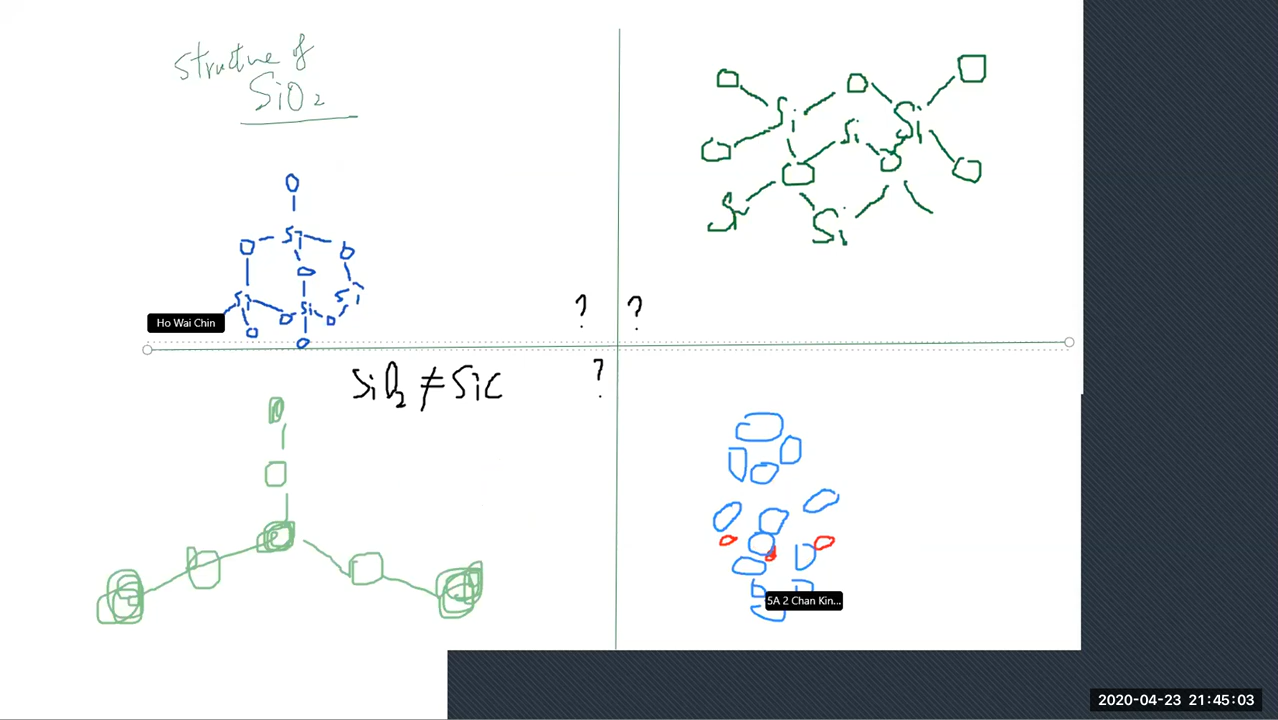 structure of
SiO2
O
Si
O O
O
Si Si Si
O O
O
O
O O O
Si Si
Si
O O O O
Si Si
? ?
Ho Wai Chin
SiO2 ≠ SiC ?
5A 2 Chan Kin...
2020-04-23 21:45:03